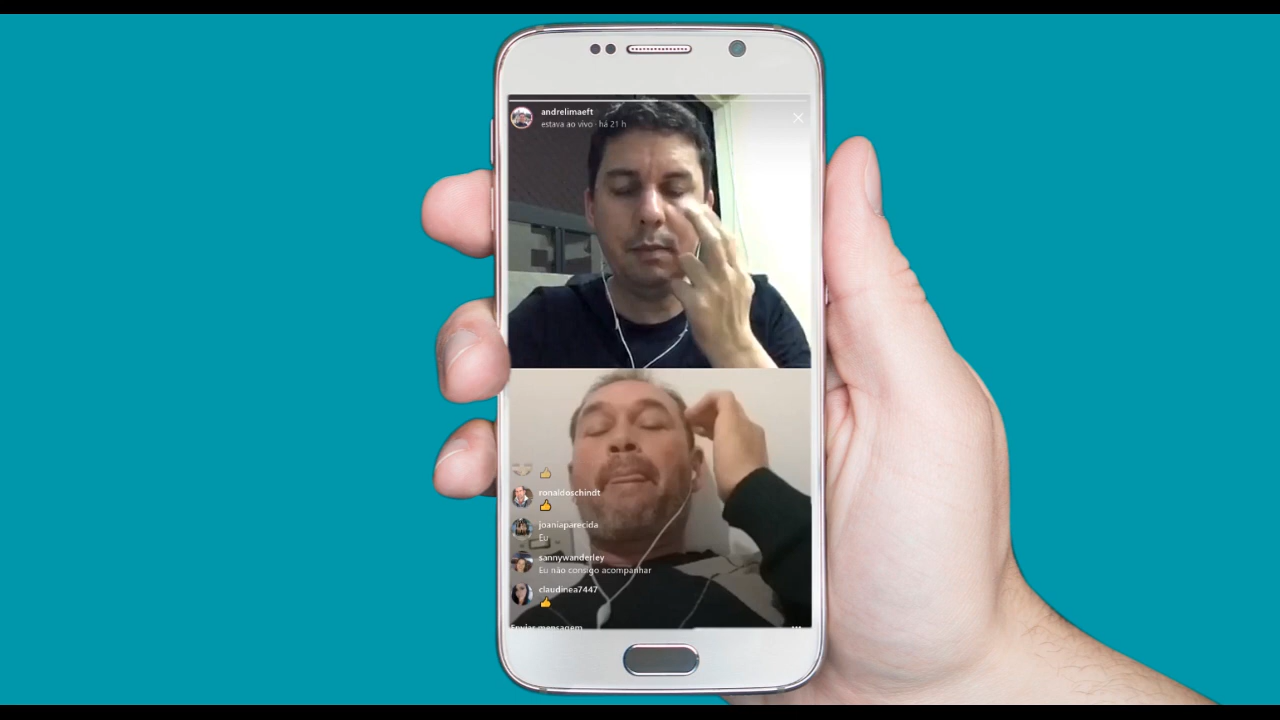 andrelimaeft
estava ao vivo · há 21 h
ronaldoschindt
joaniaparecida
Eu
sannywanderley
Eu não consigo acompanhar
claudinea7447
Enviar mensagem